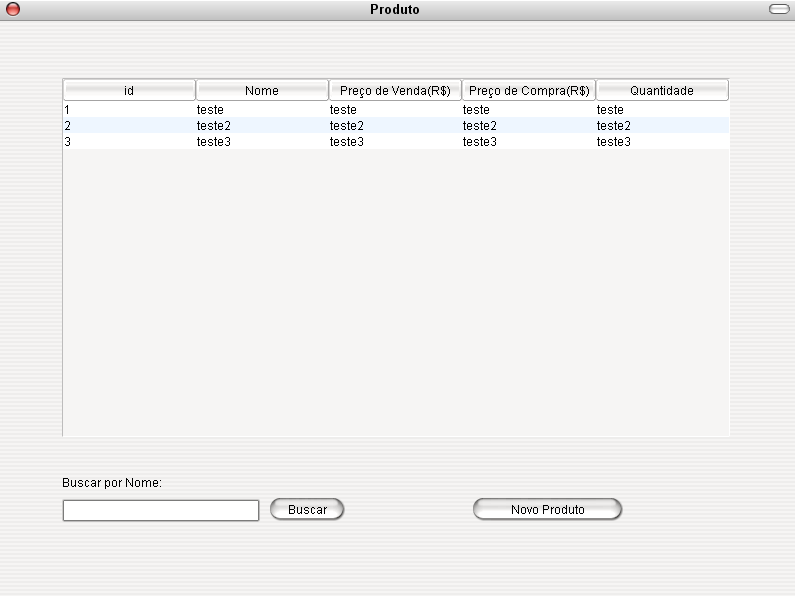 Produto
id Nome Preço de Venda(R$) Preço de Compra(R$) Quantidade
1 teste teste teste teste
2 teste2 teste2 teste2 teste2
3 teste3 teste3 teste3 teste3
Buscar por Nome:
Buscar Novo Produto